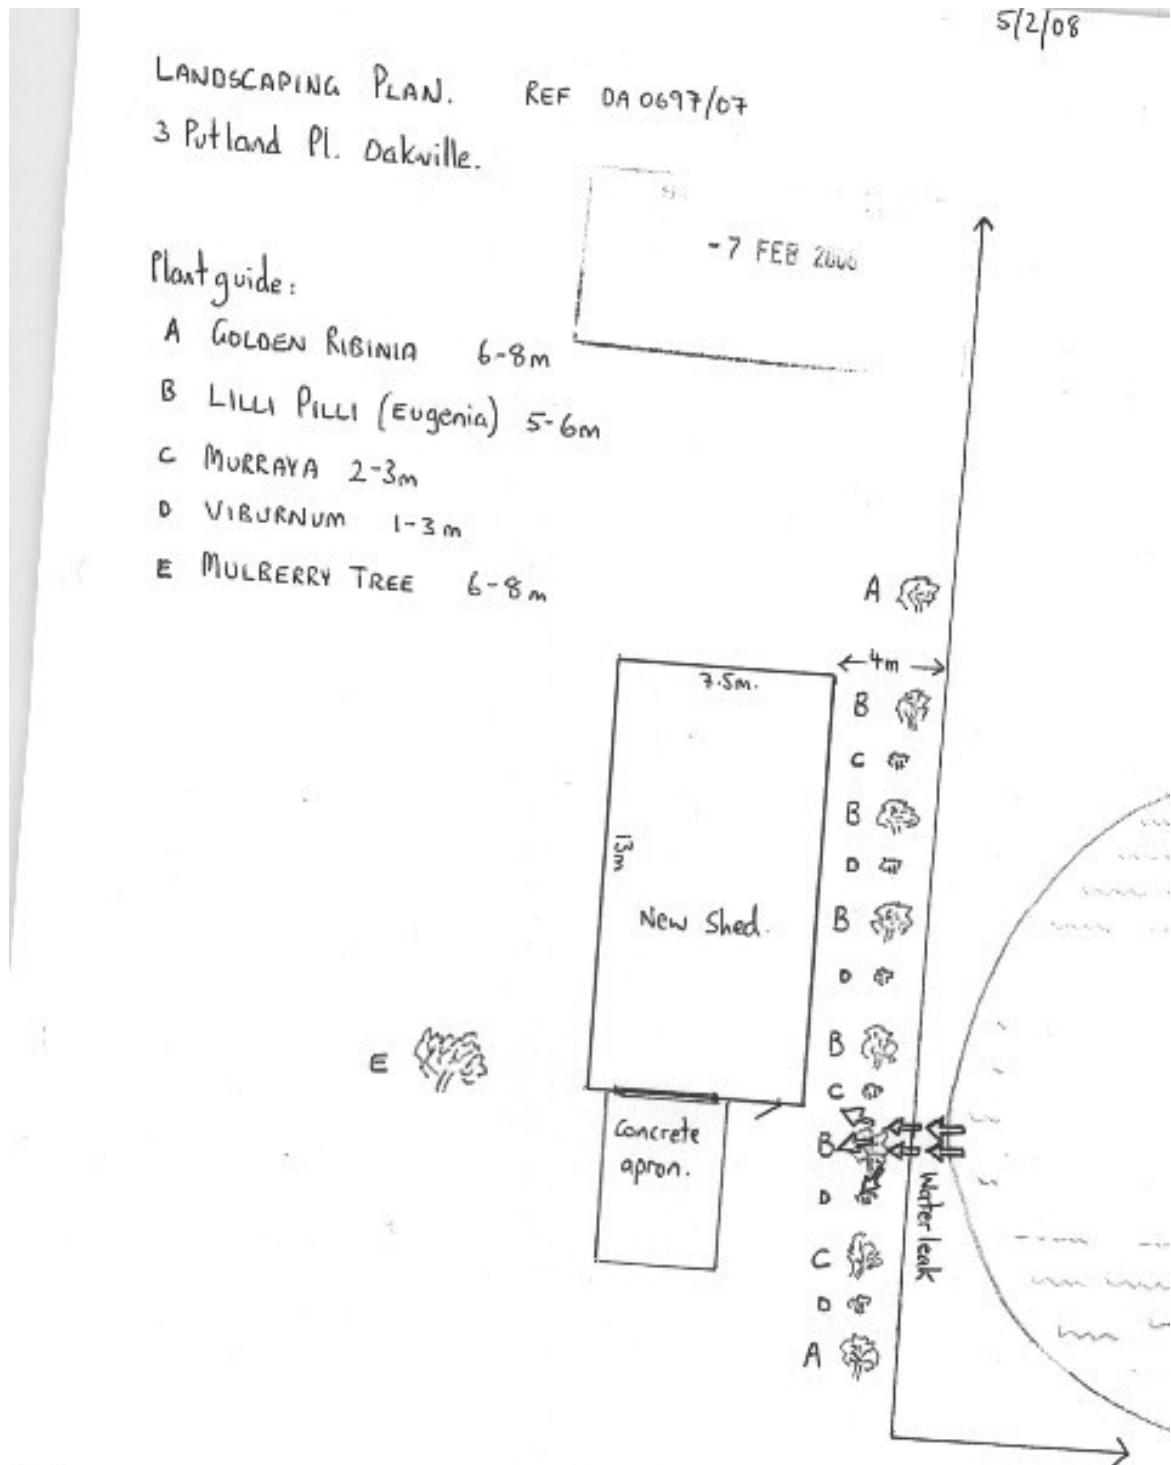 5/2/08
LANDSCAPING PLAN. REF DA 0697/07
3 Putland Pl. Oakville.
-7 FEB
Plant guide:
A GOLDEN RIBINIA 6-8m
B LILLI PILLI (Eugenia) 5-6m
C MURRAYA 2-3m
D VIBURNUM 1-3m
E MULBERRY TREE 6-8m
A
4m
7.5m.
B
C
B
13m
D
New Shed.
B
D
B
E
C
Concrete
apron.
B
D
Water leak
C
D
A